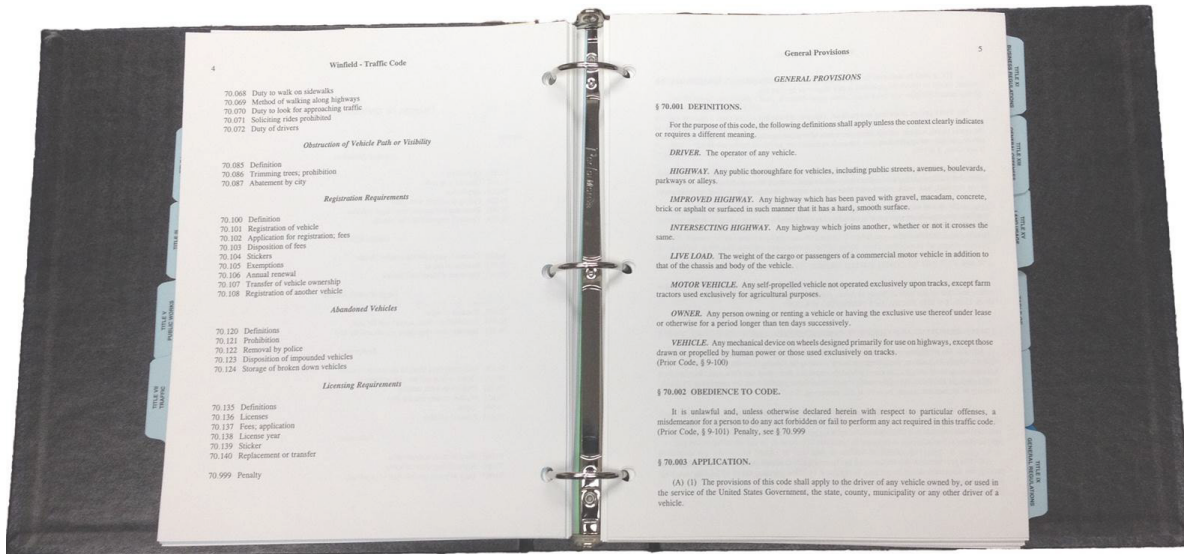 4
Winfield - Traffic Code
70.068 Duty to walk on sidewalks
70.069 Method of walking along highways
70.070 Duty to look for approaching traffic
70.071 Soliciting rides prohibited
70.072 Duty of drivers
Obstruction of Vehicle Path or Visibility
70.085 Definition
70.086 Trimming trees; prohibition
70.087 Abatement by city
Registration Requirements
70.100 Definition
70.101 Registration of vehicle
70.102 Application for registration; fees
70.103 Disposition of fees
70.104 Stickers
70.105 Exemptions
70.106 Annual renewal
70.107 Transfer of vehicle ownership
70.108 Registration of another vehicle
Abandoned Vehicles
70.120 Definitions
70.121 Prohibition
70.122 Removal by police
70.123 Disposition of impounded vehicles
70.124 Storage of broken down vehicles
Licensing Requirements
70.135 Definitions
70.136 Licenses
70.137 Fees; application
70.138 License year
70.139 Sticker
70.140 Replacement or transfer
70.999 Penalty
TITLE III
TITLE V
PUBLIC WORKS
TITLE VII
TRAFFIC
General Provisions
5
GENERAL PROVISIONS
§ 70.001 DEFINITIONS.
For the purpose of this code, the following definitions shall apply unless the context clearly indicates
or requires a different meaning.
DRIVER. The operator of any vehicle.
HIGHWAY. Any public thoroughfare for vehicles, including public streets, avenues, boulevards,
parkways or alleys.
IMPROVED HIGHWAY. Any highway which has been paved with gravel, macadam, concrete,
brick or asphalt or surfaced in such manner that it has a hard, smooth surface.
INTERSECTING HIGHWAY. Any highway which joins another, whether or not it crosses the
same.
LIVE LOAD. The weight of the cargo or passengers of a commercial motor vehicle in addition to
that of the chassis and body of the vehicle.
MOTOR VEHICLE. Any self-propelled vehicle not operated exclusively upon tracks, except farm
tractors used exclusively for agricultural purposes.
OWNER. Any person owning or renting a vehicle or having the exclusive use thereof under lease
or otherwise for a period longer than ten days successively.
VEHICLE. Any mechanical device on wheels designed primarily for use on highways, except those
drawn or propelled by human power or those used exclusively on tracks.
(Prior Code, § 9-100)
§ 70.002 OBEDIENCE TO CODE.
It is unlawful and, unless otherwise declared herein with respect to particular offenses, a
misdemeanor for a person to do any act forbidden or fail to perform any act required in this traffic code.
(Prior Code, § 9-101) Penalty, see § 70.999
§ 70.003 APPLICATION.
(A) (1) The provisions of this code shall apply to the driver of any vehicle owned by, or used in
the service of the United States Government, the state, county, municipality or any other driver of a
vehicle.
TITLE XI
BUSINESS REGULATIONS
TITLE XIII
TITLE XV
TITLE IX
GENERAL REGULATIONS